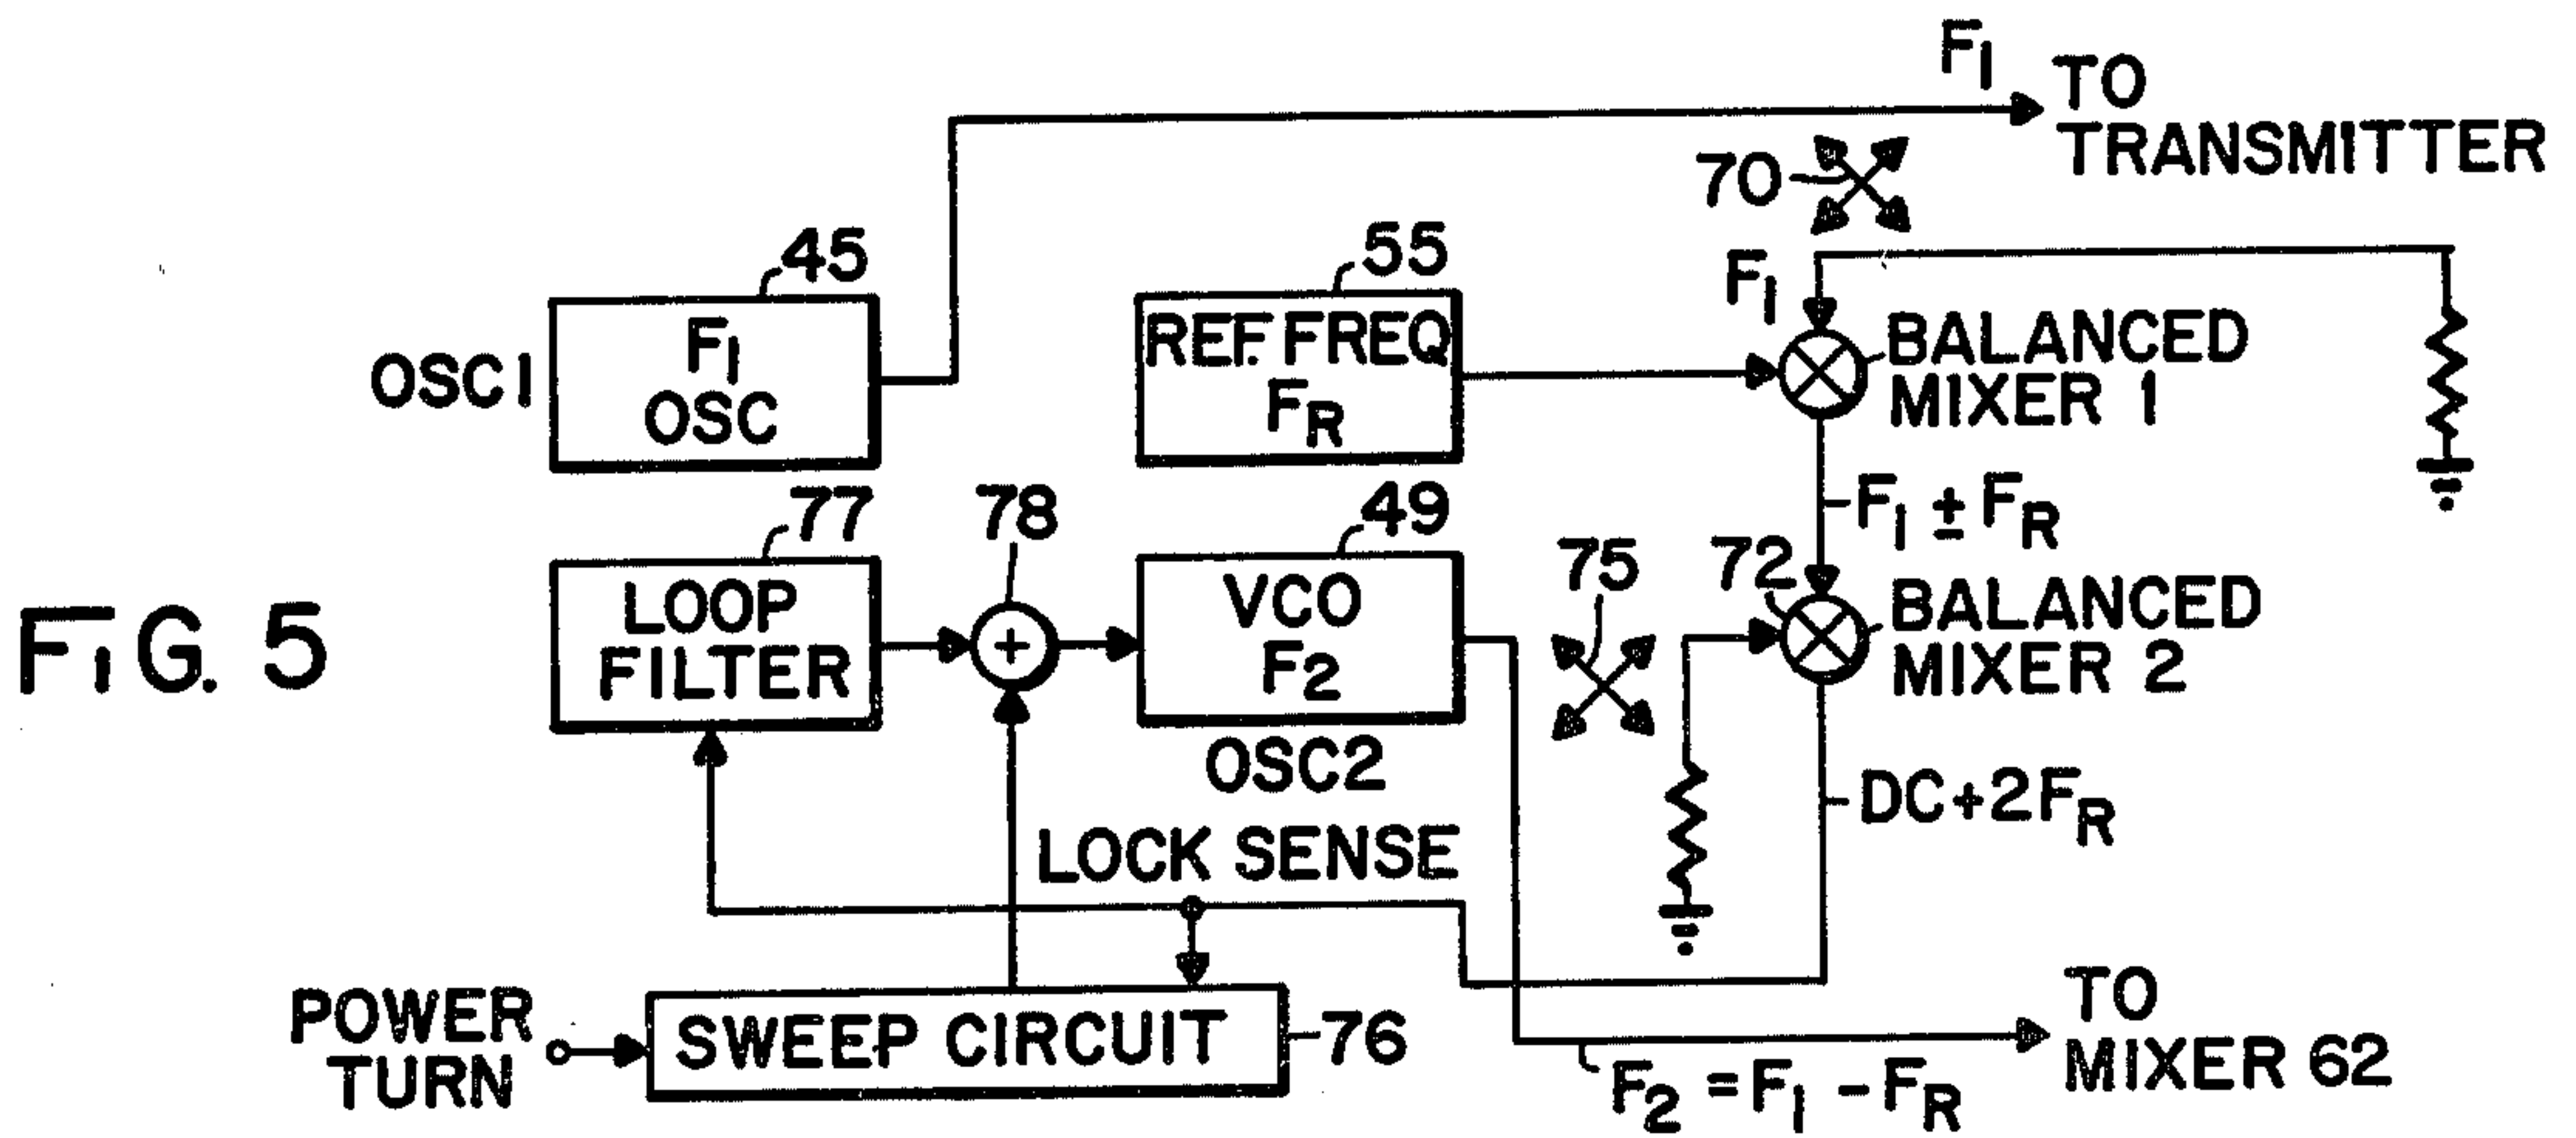 F1
TO
TRANSMITTER
70
45
55
F1
OSC1
F1
OSC
REF. FREQ
FR
BALANCED
MIXER 1
F1 ± FR
77
78
49
75
72
FIG. 5
LOOP
FILTER
+
VCO
F2
OSC2
BALANCED
MIXER 2
DC+2FR
LOCK SENSE
POWER
TURN
SWEEP CIRCUIT
76
TO
MIXER 62
F2 = F1 - FR